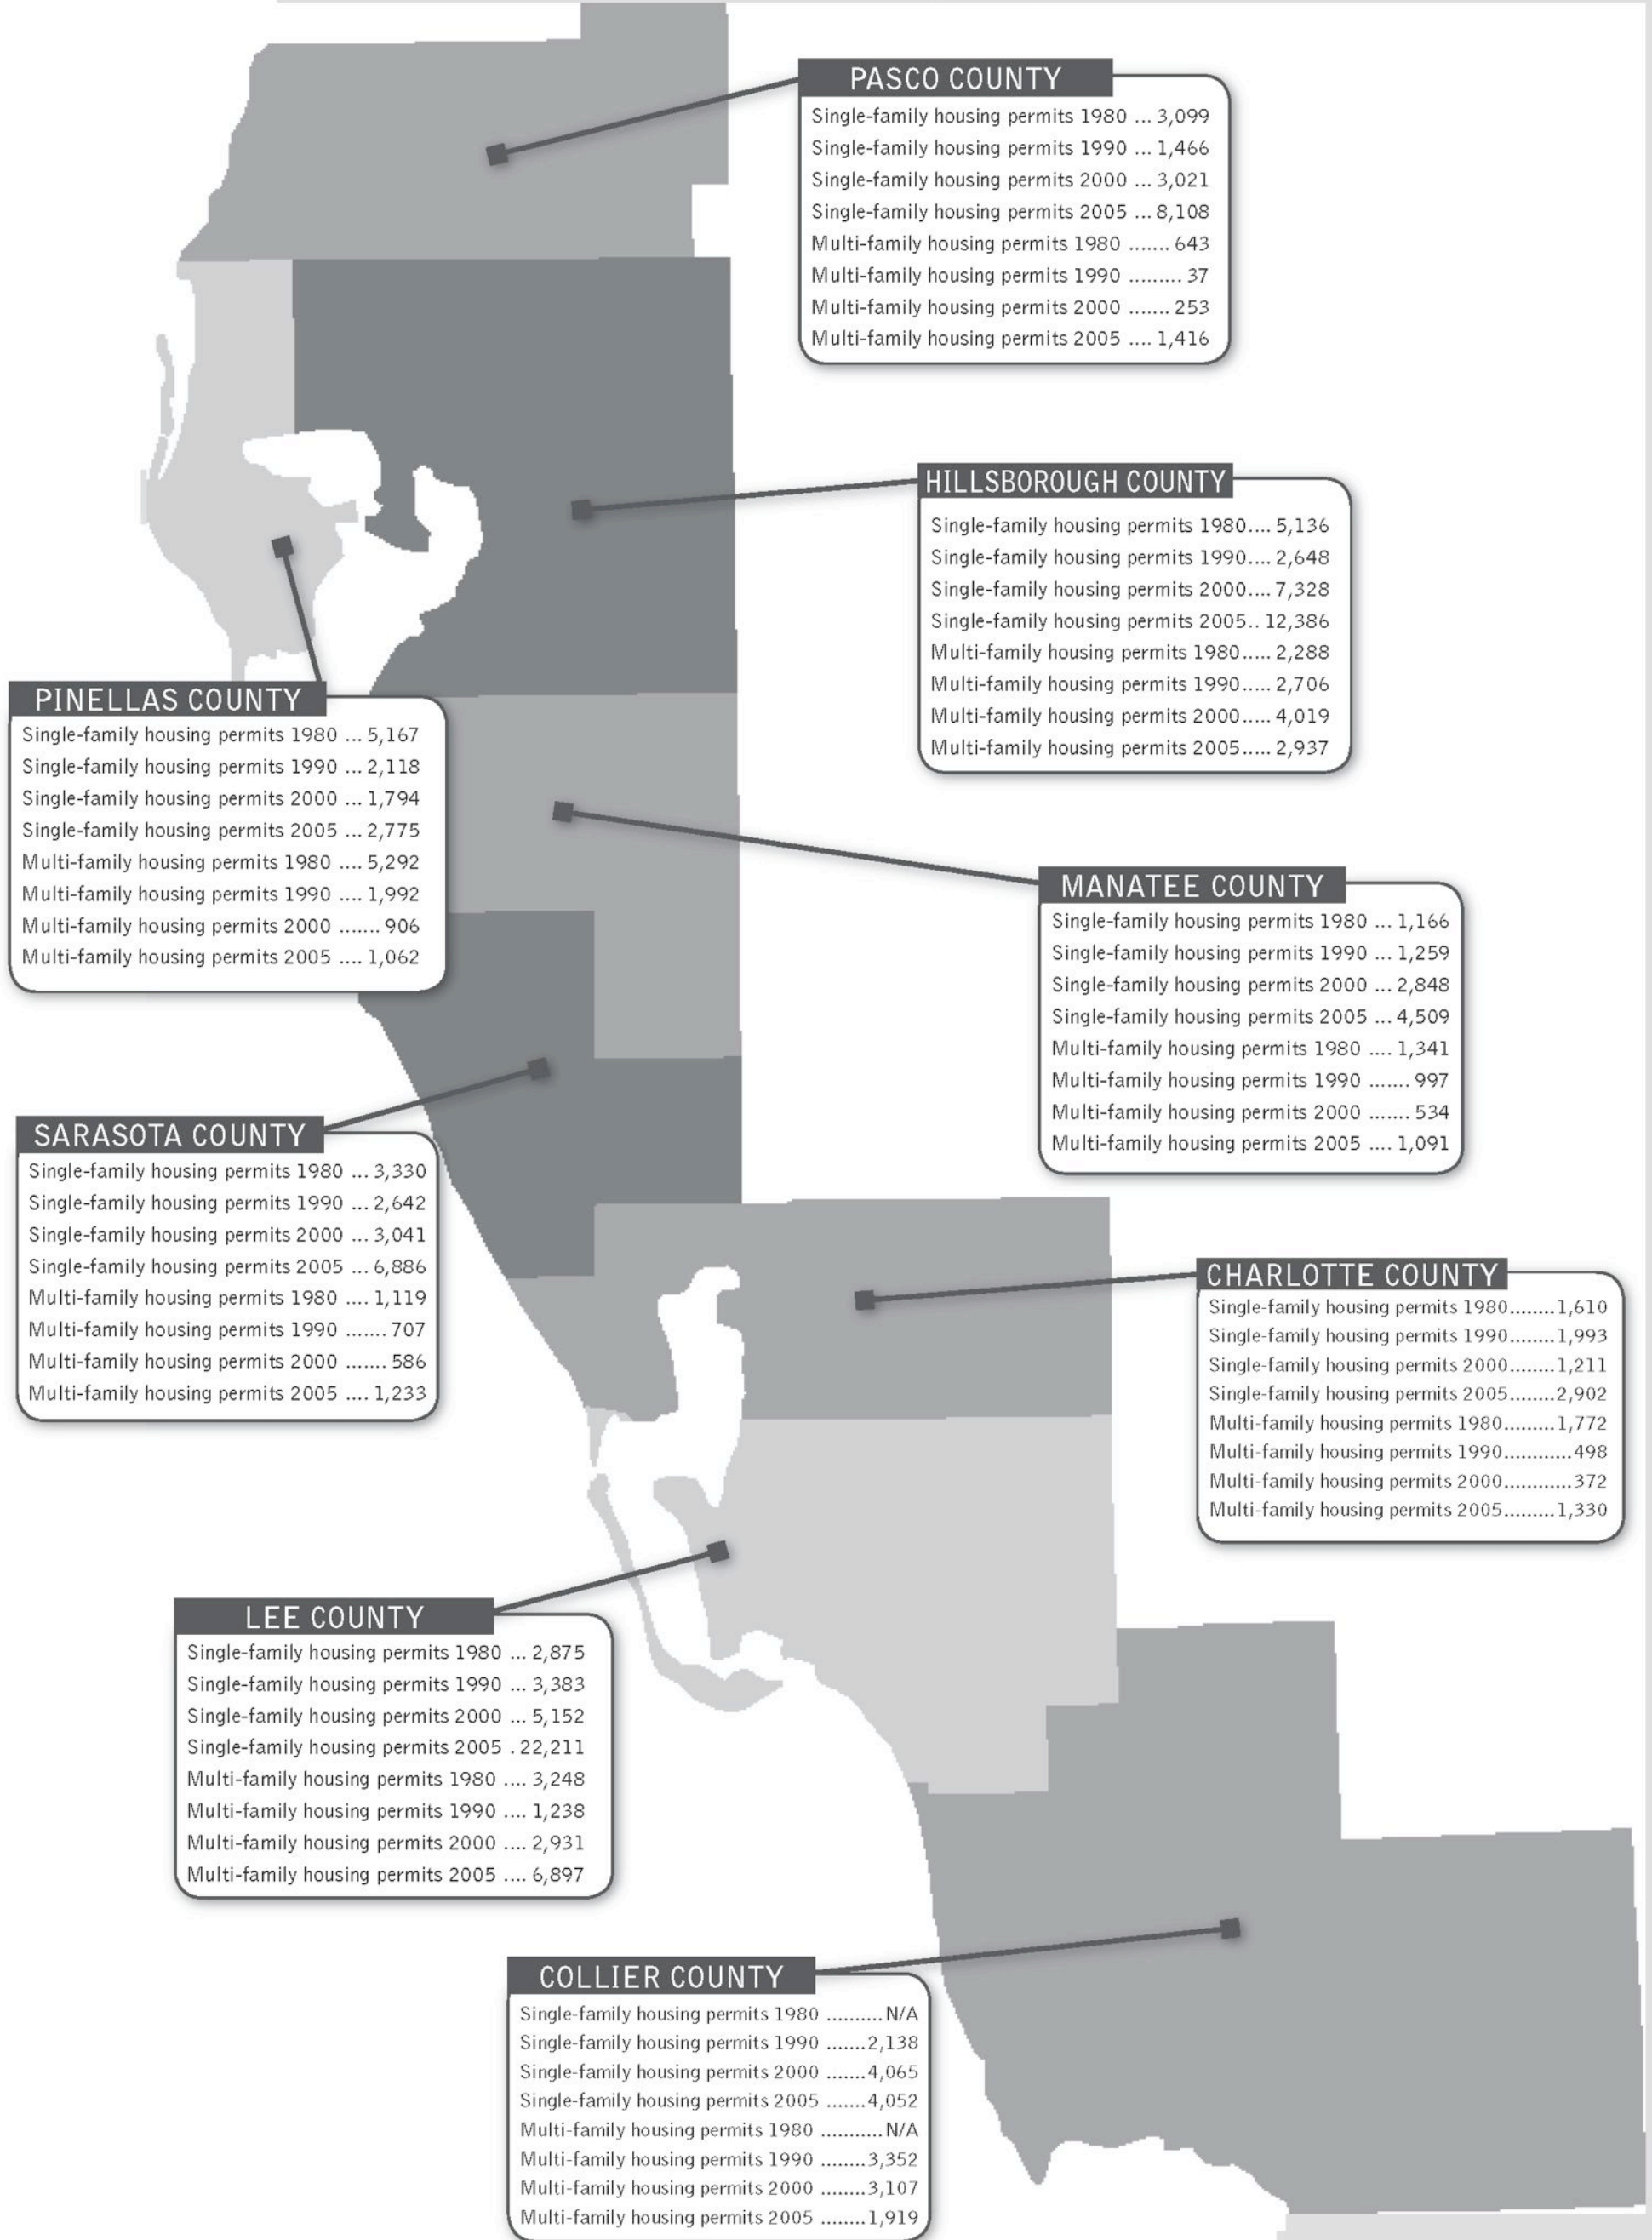 PASCO COUNTY
Single-family housing permits 1980 ... 3,099
Single-family housing permits 1990 ... 1,466
Single-family housing permits 2000 ... 3,021
Single-family housing permits 2005 ... 8,108
Multi-family housing permits 1980 ....... 643
Multi-family housing permits 1990 ......... 37
Multi-family housing permits 2000 ....... 253
Multi-family housing permits 2005 .... 1,416
HILLSBOROUGH COUNTY
Single-family housing permits 1980.... 5,136
Single-family housing permits 1990.... 2,648
Single-family housing permits 2000.... 7,328
Single-family housing permits 2005.. 12,386
Multi-family housing permits 1980..... 2,288
Multi-family housing permits 1990..... 2,706
Multi-family housing permits 2000..... 4,019
Multi-family housing permits 2005..... 2,937
PINELLAS COUNTY
Single-family housing permits 1980 ... 5,167
Single-family housing permits 1990 ... 2,118
Single-family housing permits 2000 ... 1,794
Single-family housing permits 2005 ... 2,775
Multi-family housing permits 1980 .... 5,292
Multi-family housing permits 1990 .... 1,992
Multi-family housing permits 2000 ....... 906
Multi-family housing permits 2005 .... 1,062
MANATEE COUNTY
Single-family housing permits 1980 ... 1,166
Single-family housing permits 1990 ... 1,259
Single-family housing permits 2000 ... 2,848
Single-family housing permits 2005 ... 4,509
Multi-family housing permits 1980 .... 1,341
Multi-family housing permits 1990 ....... 997
Multi-family housing permits 2000 ....... 534
Multi-family housing permits 2005 .... 1,091
SARASOTA COUNTY
Single-family housing permits 1980 ... 3,330
Single-family housing permits 1990 ... 2,642
Single-family housing permits 2000 ... 3,041
Single-family housing permits 2005 ... 6,886
Multi-family housing permits 1980 .... 1,119
Multi-family housing permits 1990 ....... 707
Multi-family housing permits 2000 ....... 586
Multi-family housing permits 2005 .... 1,233
CHARLOTTE COUNTY
Single-family housing permits 1980........1,610
Single-family housing permits 1990........1,993
Single-family housing permits 2000........1,211
Single-family housing permits 2005........2,902
Multi-family housing permits 1980.........1,772
Multi-family housing permits 1990............498
Multi-family housing permits 2000............372
Multi-family housing permits 2005.........1,330
LEE COUNTY
Single-family housing permits 1980 ... 2,875
Single-family housing permits 1990 ... 3,383
Single-family housing permits 2000 ... 5,152
Single-family housing permits 2005 . 22,211
Multi-family housing permits 1980 .... 3,248
Multi-family housing permits 1990 .... 1,238
Multi-family housing permits 2000 .... 2,931
Multi-family housing permits 2005 .... 6,897
COLLIER COUNTY
Single-family housing permits 1980 ..........N/A
Single-family housing permits 1990 .......2,138
Single-family housing permits 2000 .......4,065
Single-family housing permits 2005 .......4,052
Multi-family housing permits 1980 ...........N/A
Multi-family housing permits 1990 ........3,352
Multi-family housing permits 2000 ........3,107
Multi-family housing permits 2005 ........1,919